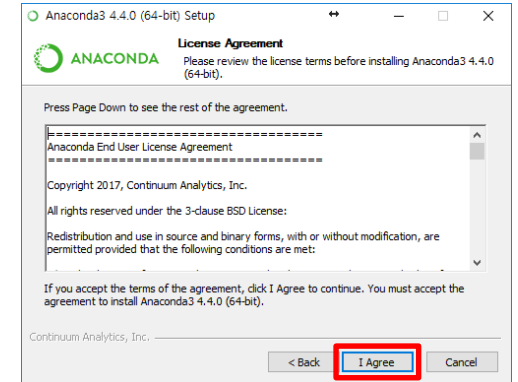 Anaconda3 4.4.0 (64-bit) Setup
ANACONDA
License Agreement
Please review the license terms before installing Anaconda3 4.4.0
(64-bit).
Press Page Down to see the rest of the agreement.
====================================
Anaconda End User License Agreement
====================================
Copyright 2017, Continuum Analytics, Inc.
All rights reserved under the 3-clause BSD License:
Redistribution and use in source and binary forms, with or without modification, are
permitted provided that the following conditions are met:
If you accept the terms of the agreement, click I Agree to continue. You must accept the
agreement to install Anaconda3 4.4.0 (64-bit).
Continuum Analytics, Inc.
< Back
I Agree
Cancel